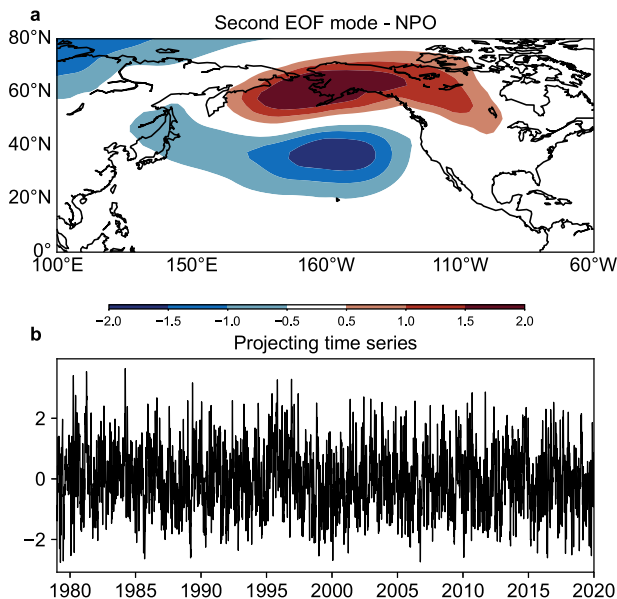 a
Second EOF mode - NPO
80°N
60°N
40°N
20°N
0°
100°E 150°E 160°W 110°W 60°W
−2.0 −1.5 −1.0 −0.5 0.5 1.0 1.5 2.0
b
Projecting time series
2
0
−2
1980 1985 1990 1995 2000 2005 2010 2015 2020